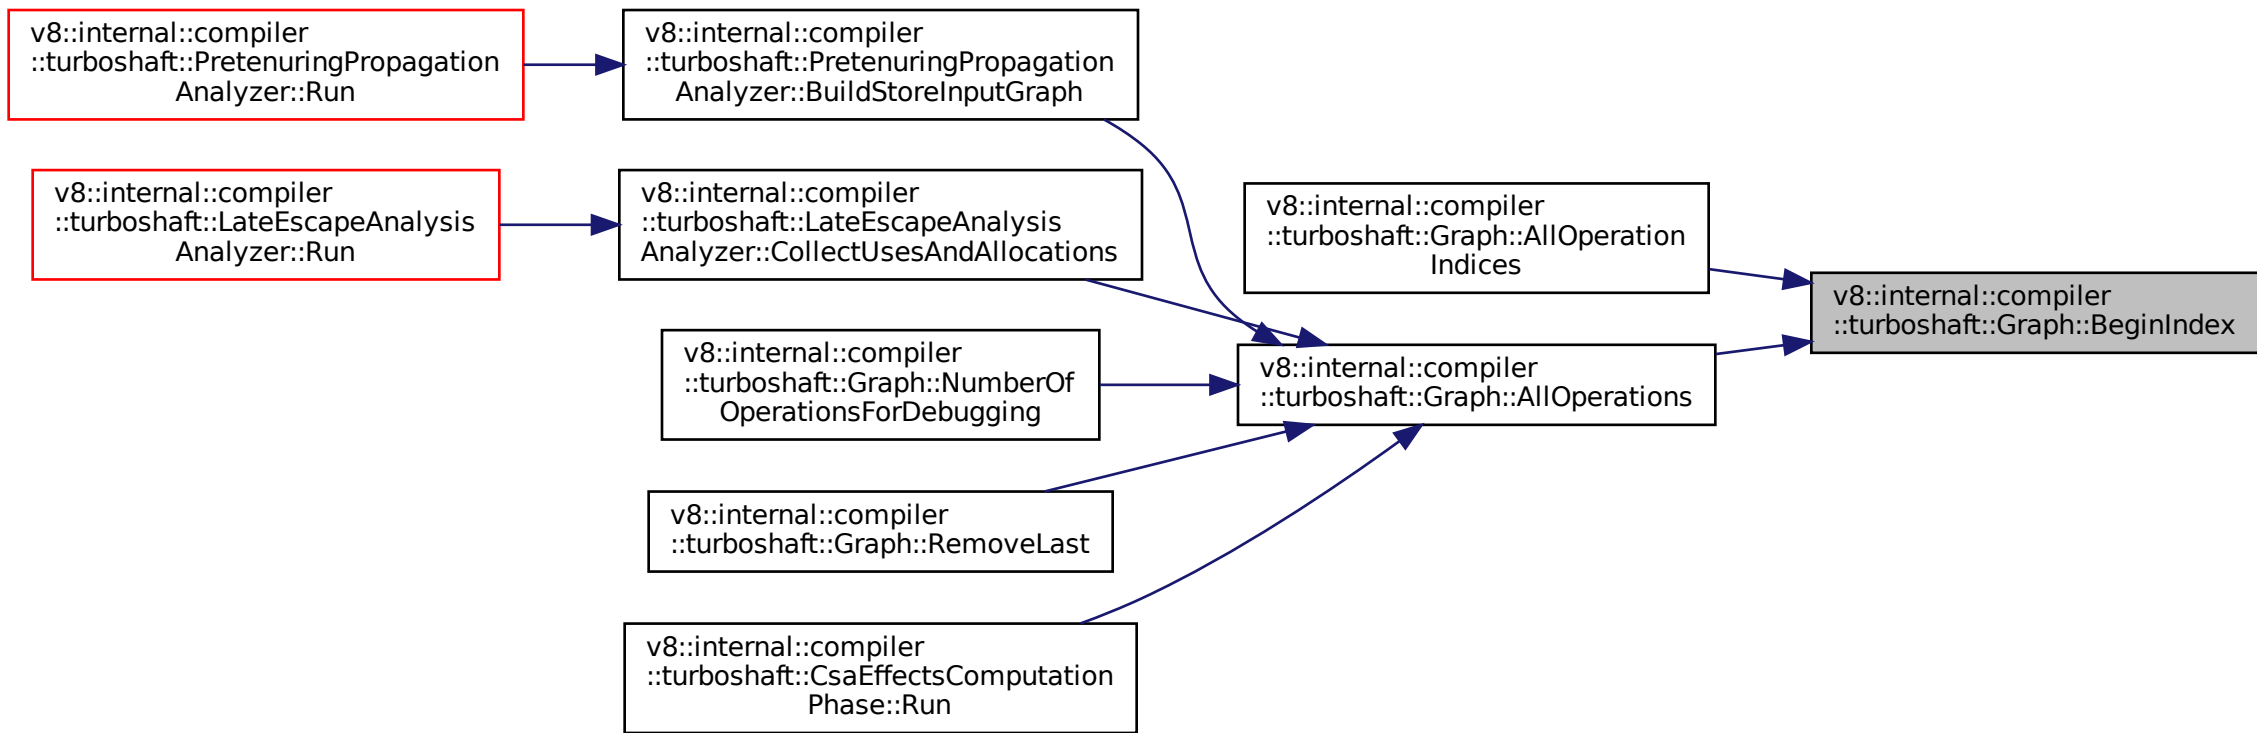 v8::internal::compiler
::turboshaft::PretenuringPropagation
Analyzer::Run
v8::internal::compiler
::turboshaft::PretenuringPropagation
Analyzer::BuildStoreInputGraph
v8::internal::compiler
::turboshaft::LateEscapeAnalysis
Analyzer::Run
v8::internal::compiler
::turboshaft::LateEscapeAnalysis
Analyzer::CollectUsesAndAllocations
v8::internal::compiler
::turboshaft::Graph::AllOperation
Indices
v8::internal::compiler
::turboshaft::Graph::BeginIndex
v8::internal::compiler
::turboshaft::Graph::NumberOf
OperationsForDebugging
v8::internal::compiler
::turboshaft::Graph::AllOperations
v8::internal::compiler
::turboshaft::Graph::RemoveLast
v8::internal::compiler
::turboshaft::CsaEffectsComputation
Phase::Run